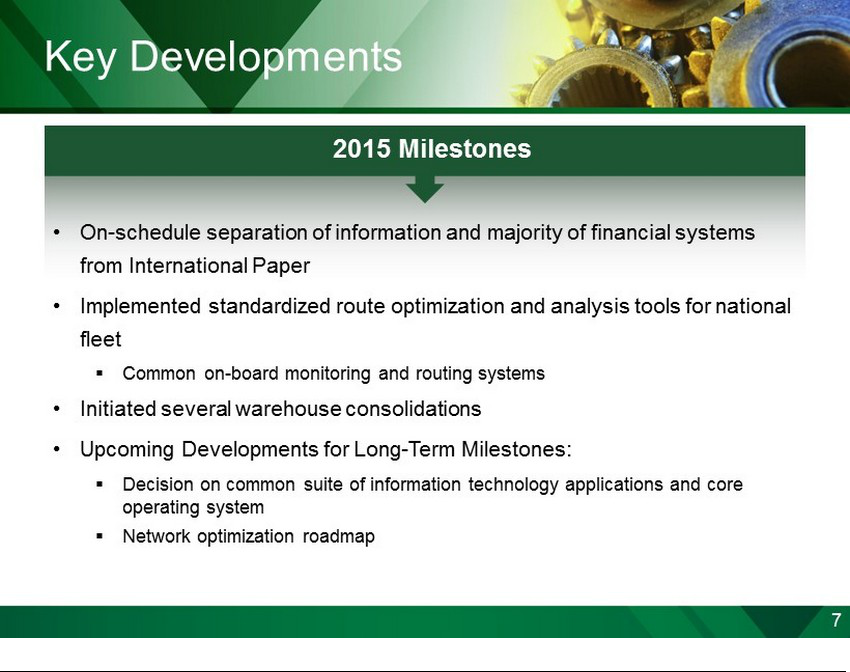 Key Developments
2015 Milestones
• On-schedule separation of information and majority of financial systems
from International Paper
• Implemented standardized route optimization and analysis tools for national
fleet
▪ Common on-board monitoring and routing systems
• Initiated several warehouse consolidations
• Upcoming Developments for Long-Term Milestones:
▪ Decision on common suite of information technology applications and core
operating system
▪ Network optimization roadmap
7